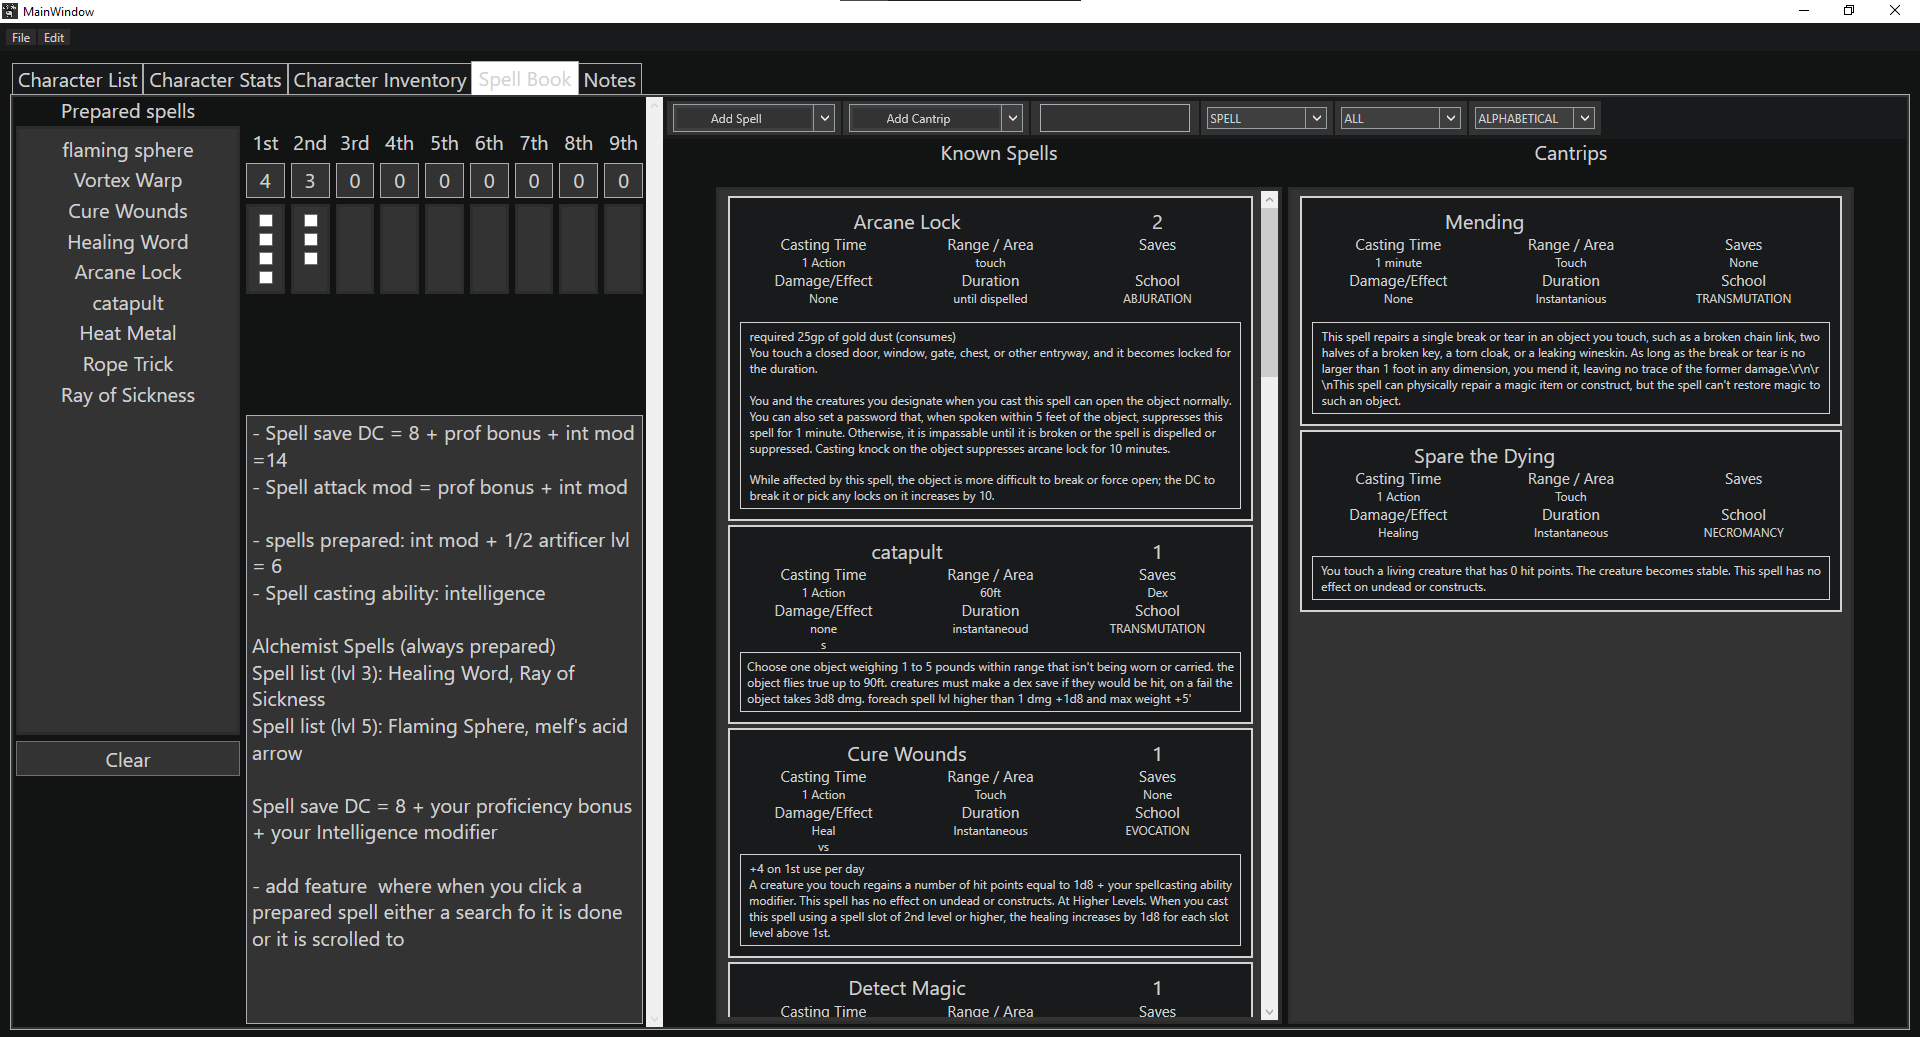 MainWindow
File Edit
Character List Character Stats Character Inventory Spell Book Notes
Prepared spells
flaming sphere
Vortex Warp
Cure Wounds
Healing Word
Arcane Lock
catapult
Heat Metal
Rope Trick
Ray of Sickness
Clear
1st 2nd 3rd 4th 5th 6th 7th 8th 9th
4 3 0 0 0 0 0 0 0
- Spell save DC = 8 + prof bonus + int mod
=14
- Spell attack mod = prof bonus + int mod
- spells prepared: int mod + 1/2 artificer lvl
= 6
- Spell casting ability: intelligence
Alchemist Spells (always prepared)
Spell list (lvl 3): Healing Word, Ray of
Sickness
Spell list (lvl 5): Flaming Sphere, melf's acid
arrow
Spell save DC = 8 + your proficiency bonus
+ your Intelligence modifier
- add feature  where when you click a
prepared spell either a search fo it is done
or it is scrolled to
Add Spell Add Cantrip SPELL ALL ALPHABETICAL
Known Spells
Arcane Lock 2
Casting Time Range / Area Saves
1 Action touch
Damage/Effect Duration School
None until dispelled ABJURATION
required 25gp of gold dust (consumes)
You touch a closed door, window, gate, chest, or other entryway, and it becomes locked for
the duration.
You and the creatures you designate when you cast this spell can open the object normally.
You can also set a password that, when spoken within 5 feet of the object, suppresses this
spell for 1 minute. Otherwise, it is impassable until it is broken or the spell is dispelled or
suppressed. Casting knock on the object suppresses arcane lock for 10 minutes.
While affected by this spell, the object is more difficult to break or force open; the DC to
break it or pick any locks on it increases by 10.
catapult 1
Casting Time Range / Area Saves
1 Action 60ft Dex
Damage/Effect Duration School
none instantaneoud TRANSMUTATION
s
Choose one object weighing 1 to 5 pounds within range that isn't being worn or carried. the
object flies true up to 90ft. creatures must make a dex save if they would be hit, on a fail the
object takes 3d8 dmg. foreach spell lvl higher than 1 dmg +1d8 and max weight +5'
Cure Wounds 1
Casting Time Range / Area Saves
1 Action Touch None
Damage/Effect Duration School
Heal Instantaneous EVOCATION
vs
+4 on 1st use per day
A creature you touch regains a number of hit points equal to 1d8 + your spellcasting ability
modifier. This spell has no effect on undead or constructs. At Higher Levels. When you cast
this spell using a spell slot of 2nd level or higher, the healing increases by 1d8 for each slot
level above 1st.
Detect Magic 1
Casting Time Range / Area Saves
Cantrips
Mending
Casting Time Range / Area Saves
1 minute Touch None
Damage/Effect Duration School
None Instantanious TRANSMUTATION
This spell repairs a single break or tear in an object you touch, such as a broken chain link, two
halves of a broken key, a torn cloak, or a leaking wineskin. As long as the break or tear is no
larger than 1 foot in any dimension, you mend it, leaving no trace of the former damage.\r\n\r
\nThis spell can physically repair a magic item or construct, but the spell can't restore magic to
such an object.
Spare the Dying
Casting Time Range / Area Saves
1 Action Touch
Damage/Effect Duration School
Healing Instantaneous NECROMANCY
You touch a living creature that has 0 hit points. The creature becomes stable. This spell has no
effect on undead or constructs.